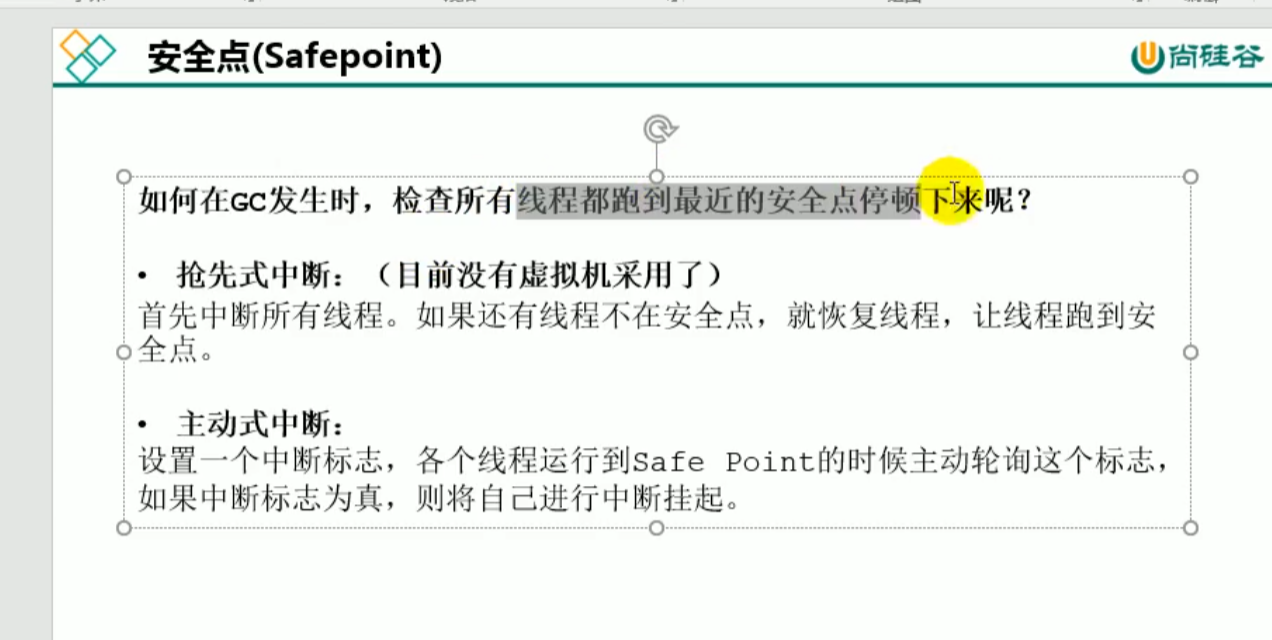 安全点(Safepoint)
尚硅谷
如何在GC发生时，检查所有线程都跑到最近的安全点停顿下来呢？
• 抢先式中断：（目前没有虚拟机采用了）
首先中断所有线程。如果还有线程不在安全点，就恢复线程，让线程跑到安
全点。
• 主动式中断：
设置一个中断标志，各个线程运行到Safe Point的时候主动轮询这个标志，
如果中断标志为真，则将自己进行中断挂起。